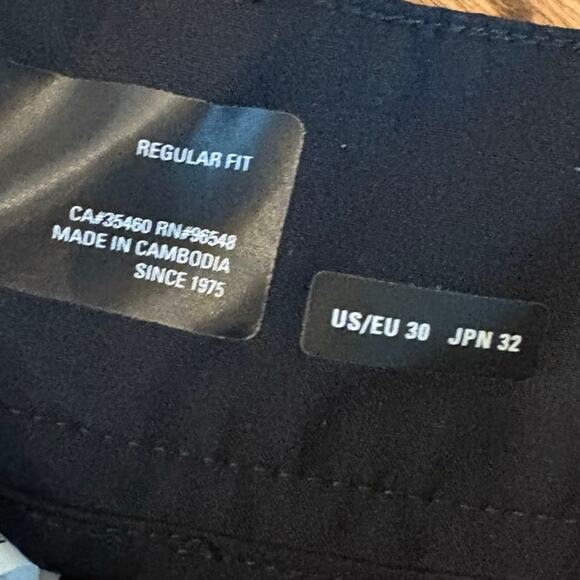 REGULAR FIT
CA#35460 RN#96548
MADE IN CAMBODIA
SINCE 1975
US/EU 30 JPN 32